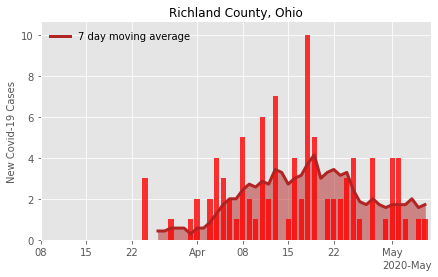 Richland County, Ohio
7 day moving average
New Covid-19 Cases
10
8
6
4
2
0
08 15 22 Apr 08 15 22 May
2020-May